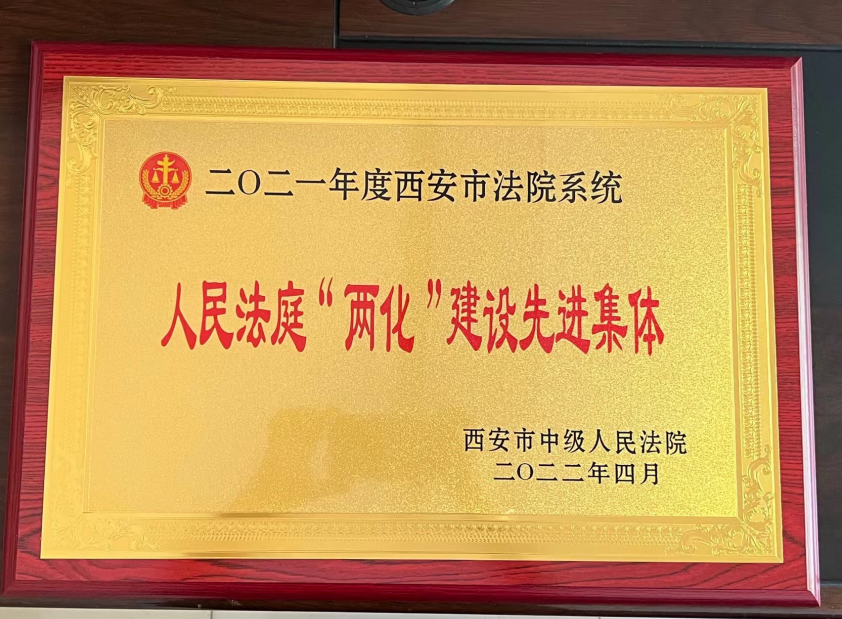 二〇二一年度西安市法院系统
人民法庭“两化”建设先进集体
西安市中级人民法院
二〇二二年四月